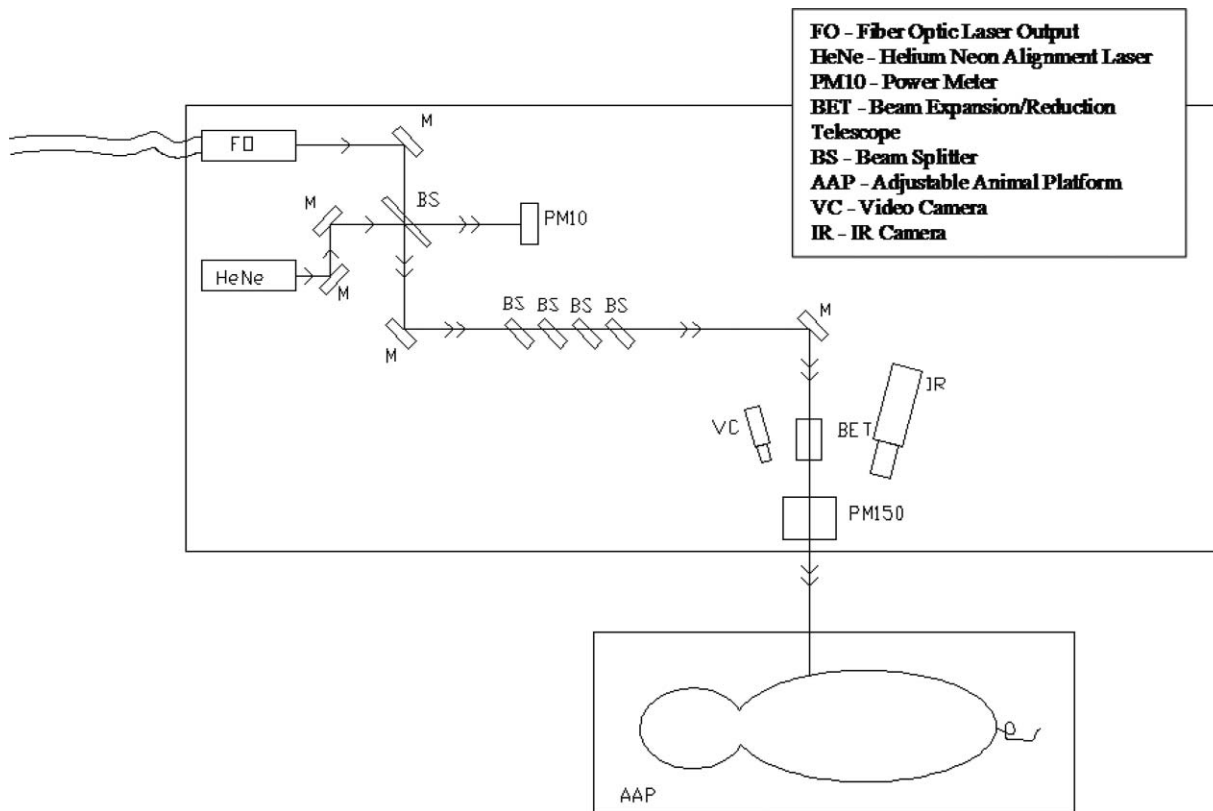 FO - Fiber Optic Laser Output
HeNe - Helium Neon Alignment Laser
PM10 - Power Meter
BET - Beam Expansion/Reduction
Telescope
BS - Beam Splitter
AAP - Adjustable Animal Platform
VC - Video Camera
IR - IR Camera
M
FO
M
BS
PM10
HeNe
M
BS BS BS BS
M
M
IR
VC
BET
PM150
AAP